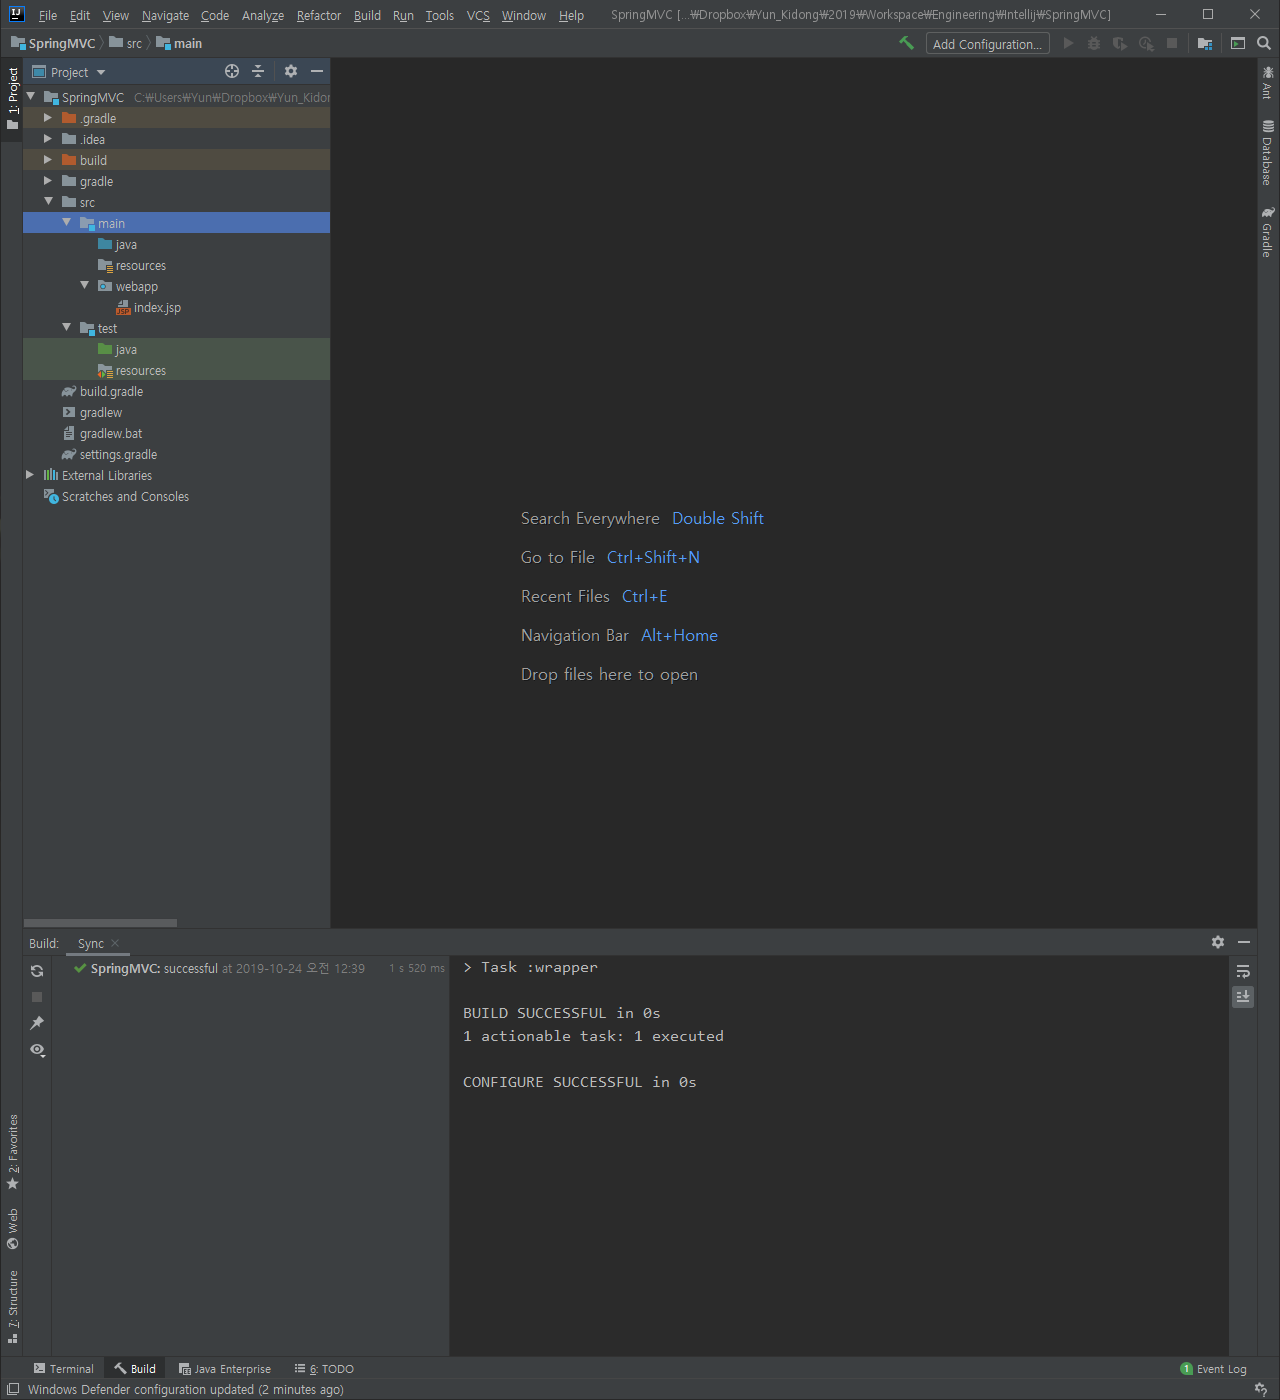 File Edit View Navigate Code Analyze Refactor Build Run Tools VCS Window Help SpringMVC [...₩Dropbox₩Yun_Kidong₩2019₩Workspace₩Engineering₩Intellij₩SpringMVC]
SpringMVC src main Add Configuration...
Project
SpringMVC C:₩Users₩Yun₩Dropbox₩Yun_Kidon
.gradle
.idea
build
gradle
src
main
java
resources
webapp
index.jsp
test
java
resources
build.gradle
gradlew
gradlew.bat
settings.gradle
External Libraries
Scratches and Consoles
1: Project
2: Favorites
Web
7: Structure
Ant
Database
Gradle
Search Everywhere Double Shift
Go to File Ctrl+Shift+N
Recent Files Ctrl+E
Navigation Bar Alt+Home
Drop files here to open
Build: Sync
SpringMVC: successful at 2019-10-24 오전 12:39 1 s 520 ms
> Task :wrapper
BUILD SUCCESSFUL in 0s
1 actionable task: 1 executed
CONFIGURE SUCCESSFUL in 0s
Terminal Build Java Enterprise 6: TODO 1 Event Log
Windows Defender configuration updated (2 minutes ago)